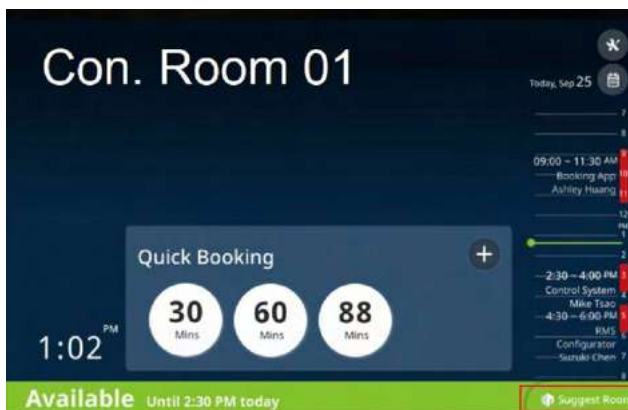 Con. Room 01
Today, Sep 25
7
8
9
09:00 ~ 11:30 AM
Booking App
10
Ashley Huang
11
12
PM
1
2
2:30 ~ 4:00 PM
3
Control System
4
Mike Tsao
4:30 ~ 6:00 PM
5
RMS
6
Configurator
Suzuki Chen
7
8
Quick Booking
+
30
Mins
60
Mins
88
Mins
1:02 PM
Available Until 2:30 PM today
Suggest Room